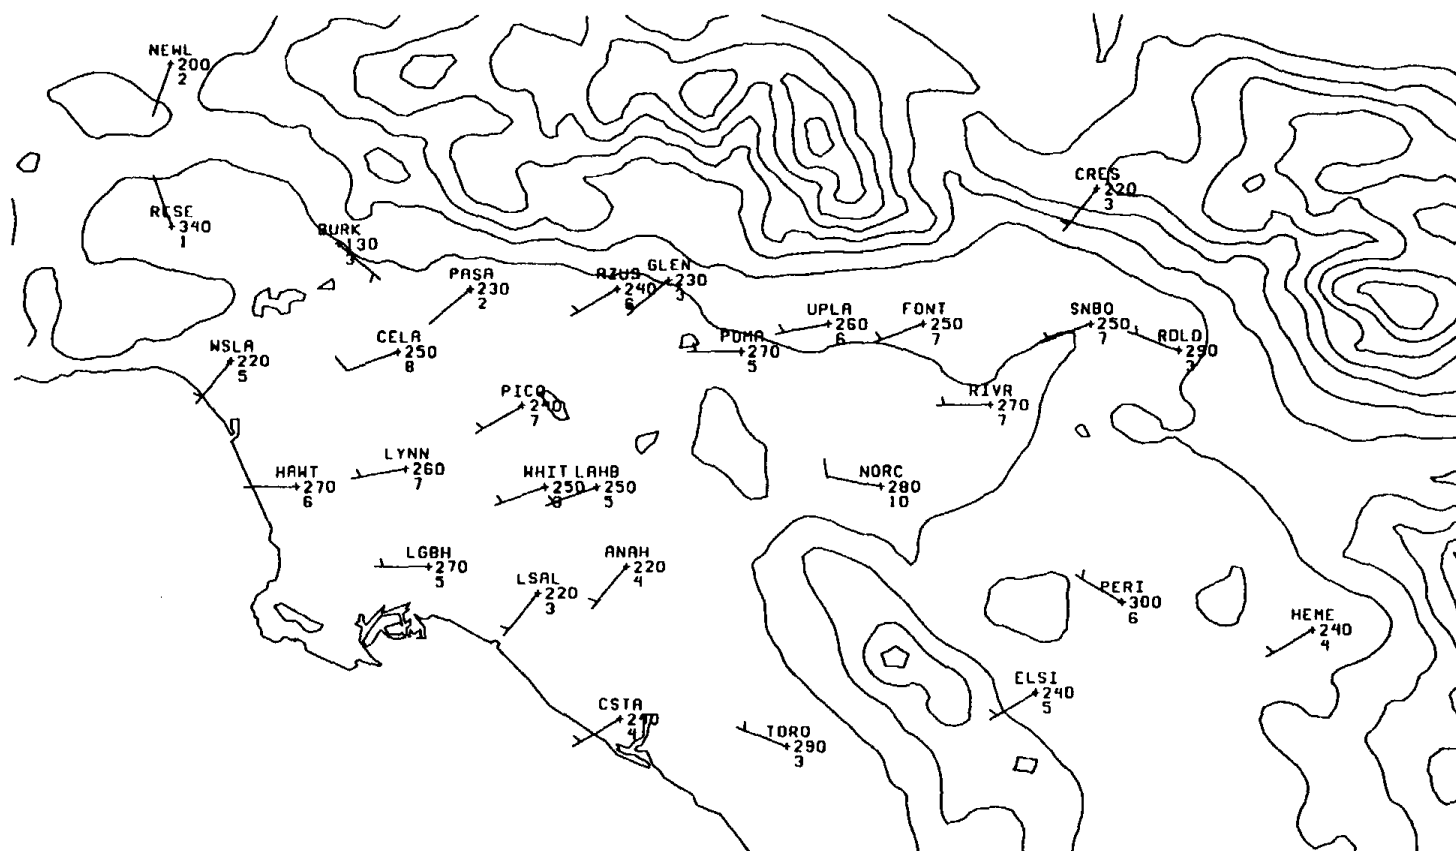 NEWL
200
2
CRES
220
3
RESE
340
1
BURK
130
3
GLEN
230
3
PASA
230
2
AZUS
240
6
UPLA
260
6
FONT
250
7
SNBO
250
7
RDLD
290
3
WSLA
220
5
CELA
250
8
POMA
270
5
PICO
240
7
RIVR
270
7
LYNN
260
7
HAWT
270
6
WHIT
250
8
LAHB
250
5
NORC
280
10
LGBH
270
5
ANAH
220
4
LSAL
220
3
PERI
300
6
HEME
240
4
ELSI
240
5
CSTA
240
4
TORO
290
3